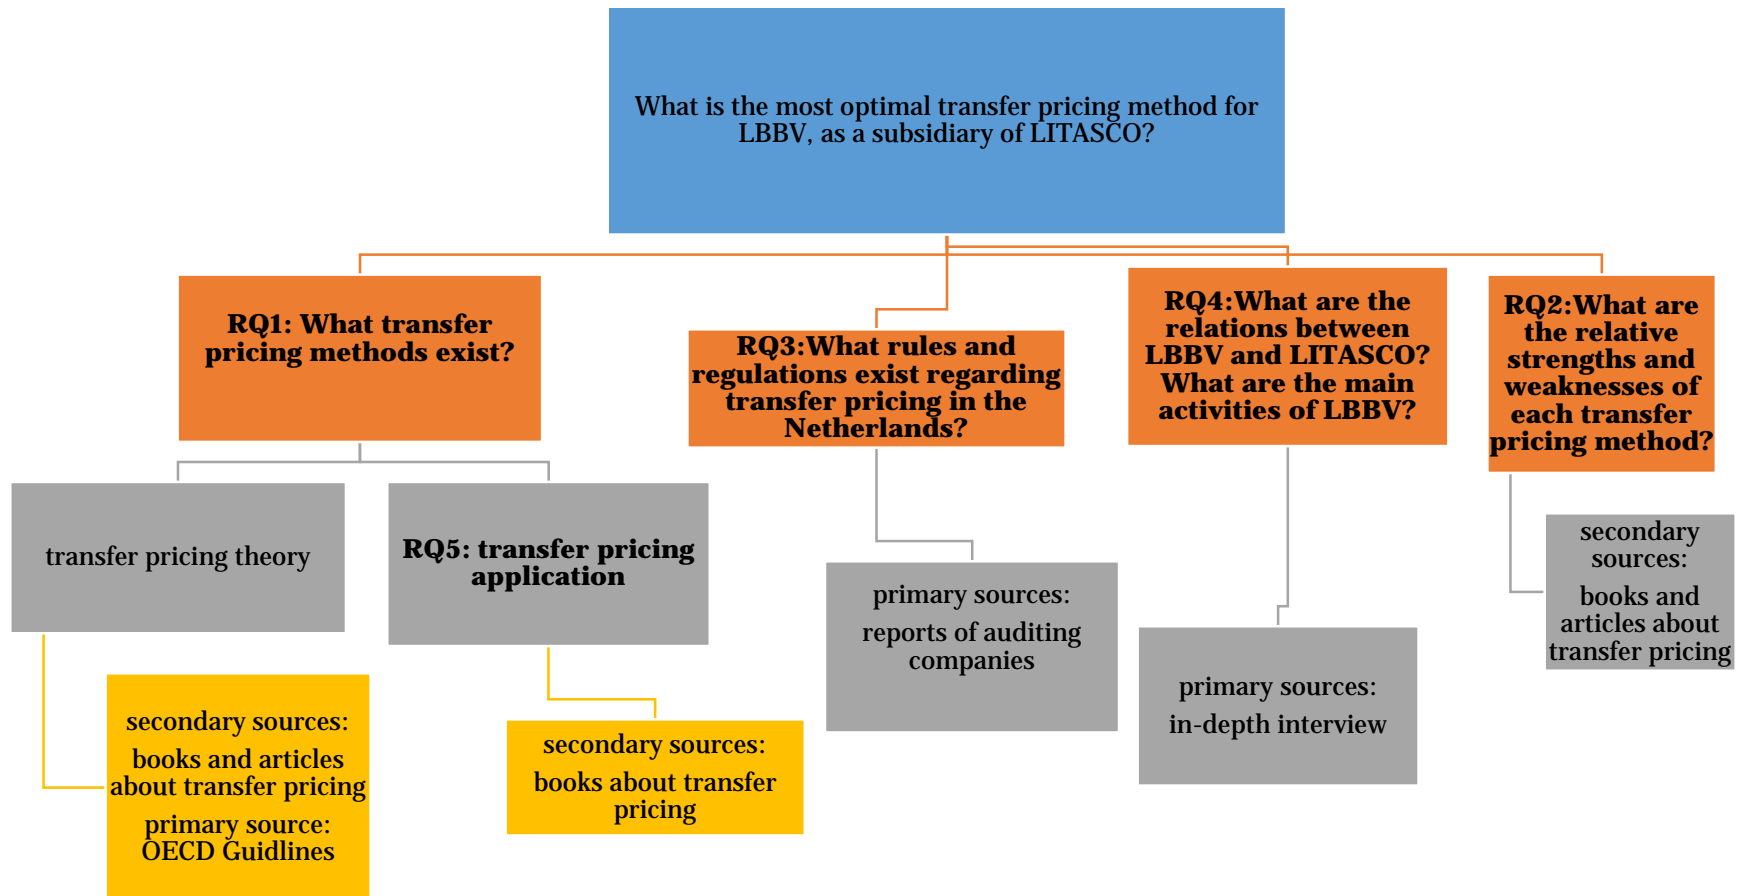 What is the most optimal transfer pricing method for
LBBV, as a subsidiary of LITASCO?
RQ1: What transfer
pricing methods exist?
RQ3:What rules and
regulations exist regarding
transfer pricing in the
Netherlands?
RQ4:What are the
relations between
LBBV and LITASCO?
What are the main
activities of LBBV?
RQ2:What are
the relative
strengths and
weaknesses of
each transfer
pricing method?
transfer pricing theory
RQ5: transfer pricing
application
primary sources:
reports of auditing
companies
primary sources:
in-depth interview
secondary
sources:
books and
articles about
transfer pricing
secondary sources:
books and articles
about transfer pricing
primary source:
OECD Guidlines
secondary sources:
books about transfer
pricing